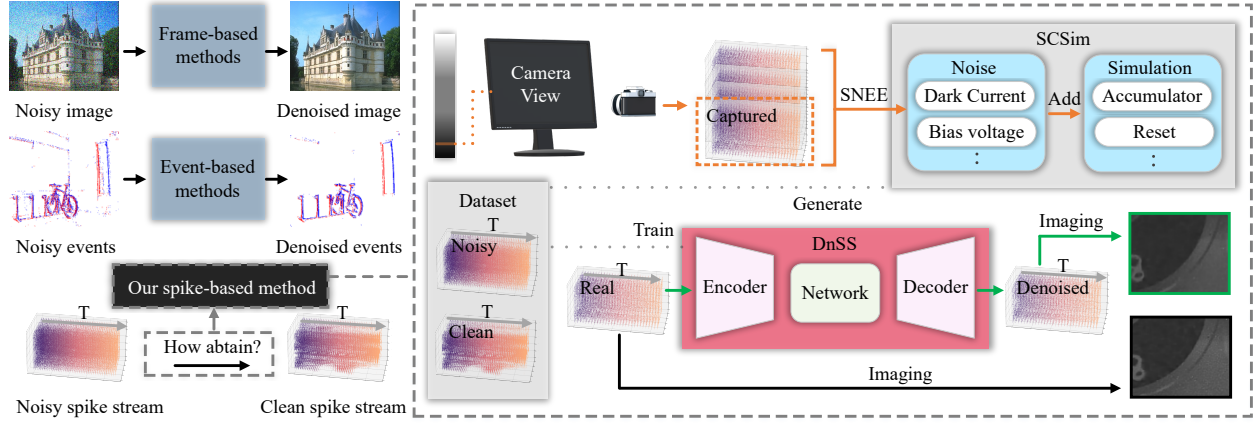 Frame-based
methods
Noisy image
Denoised image
Event-based
methods
Noisy events
Denoised events
Our spike-based method
T
T
How abtain?
Noisy spike stream
Clean spike stream
Camera
View
Captured
SNEE
SCSim
Noise
Dark Current
Bias voltage
:
Add
Simulation
Accumulator
Reset
:
Dataset
T
Noisy
Clean
Generate
Train
T
Real
DnSS
Encoder
Network
Decoder
T
Denoised
Imaging
Imaging